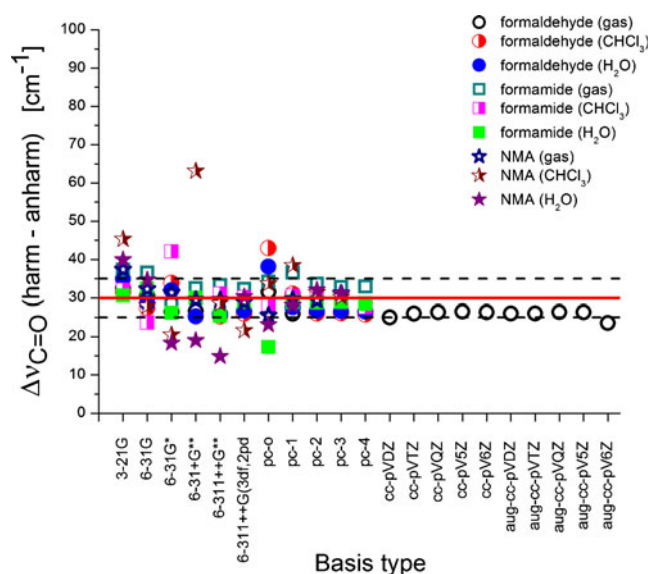 formaldehyde (gas)
formaldehyde (CHCl₃)
formaldehyde (H₂O)
formamide (gas)
formamide (CHCl₃)
formamide (H₂O)
NMA (gas)
NMA (CHCl₃)
NMA (H₂O)
Δν_C=O (harm - anharm) [cm⁻¹]
100
90
80
70
60
50
40
30
20
10
0
3-21G
6-31G
6-31G*
6-31+G**
6-311++G**
6-311++G(3df,2pd
pc-o
pc-1
pc-2
pc-3
pc-4
cc-pVDZ
cc-pVTZ
cc-pVQZ
cc-pV5Z
cc-pV6Z
aug-cc-pVDZ
aug-cc-pVTZ
aug-cc-pVQZ
aug-cc-pV5Z
aug-cc-pV6Z
Basis type